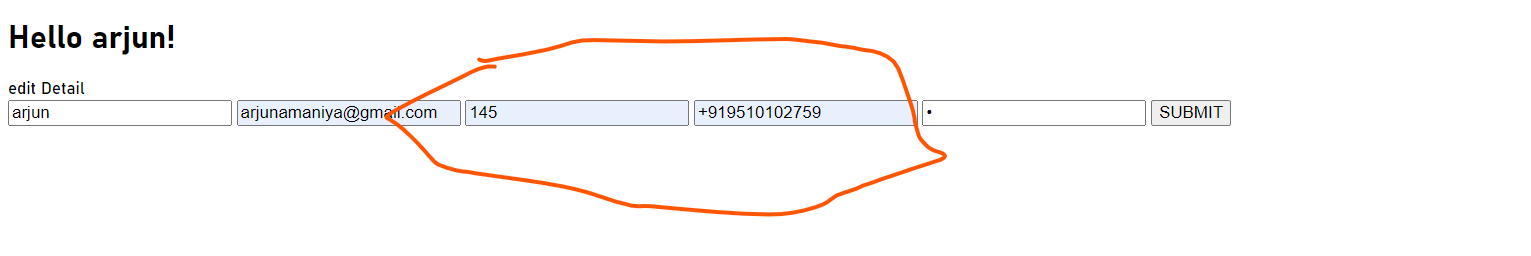 Hello arjun!
edit Detail
arjun arjunamaniya@gmail.com 145 +919510102759 • SUBMIT